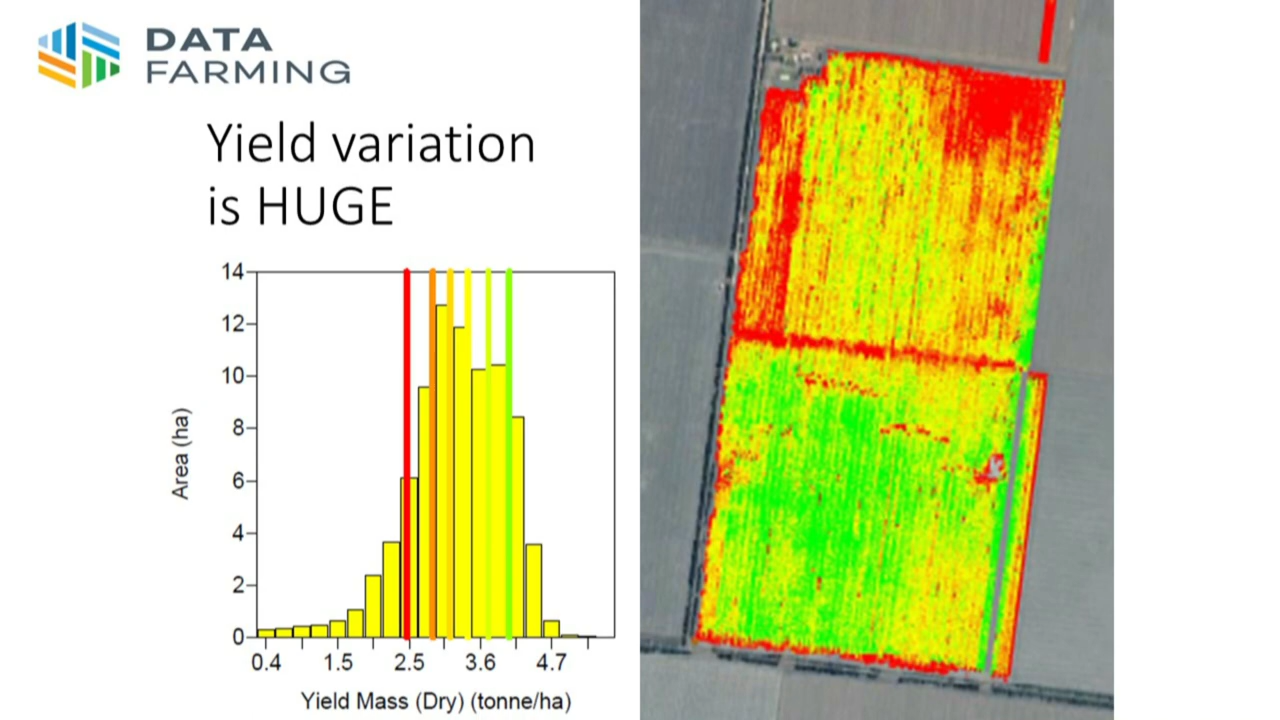 DATA
FARMING
Yield variation
is HUGE
14
12
10
8
6
4
2
0
Area (ha)
0.4 1.5 2.5 3.6 4.7
Yield Mass (Dry) (tonne/ha)